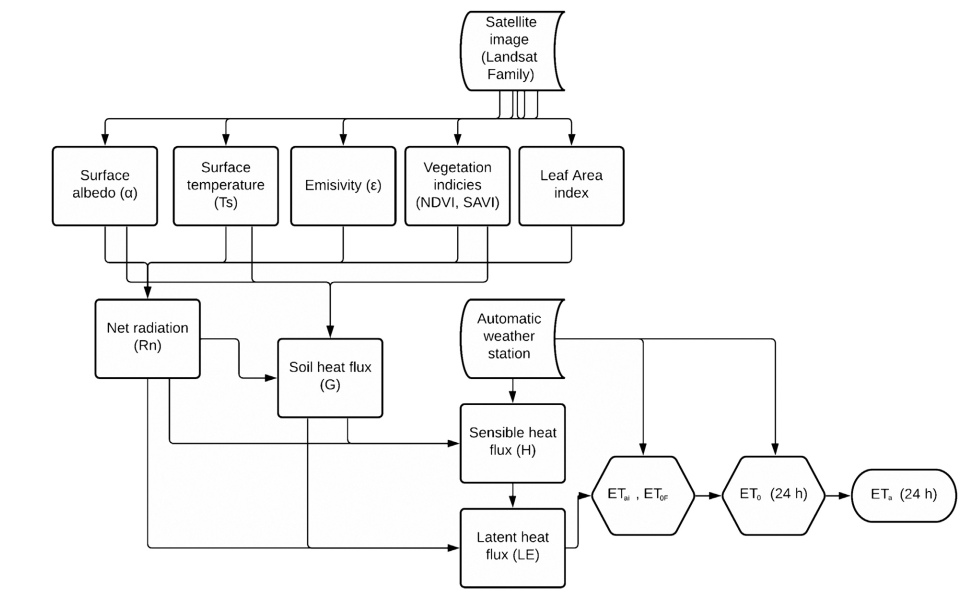 Satellite
image
(Landsat
Family)
Surface
albedo (α)
Surface
temperature
(Ts)
Emisivity (ε)
Vegetation
indicies
(NDVI, SAVI)
Leaf Area
index
Net radiation
(Rn)
Soil heat flux
(G)
Automatic
weather
station
Sensible heat
flux (H)
Latent heat
flux (LE)
ETai , ET0F
ET0 (24 h)
ETa (24 h)